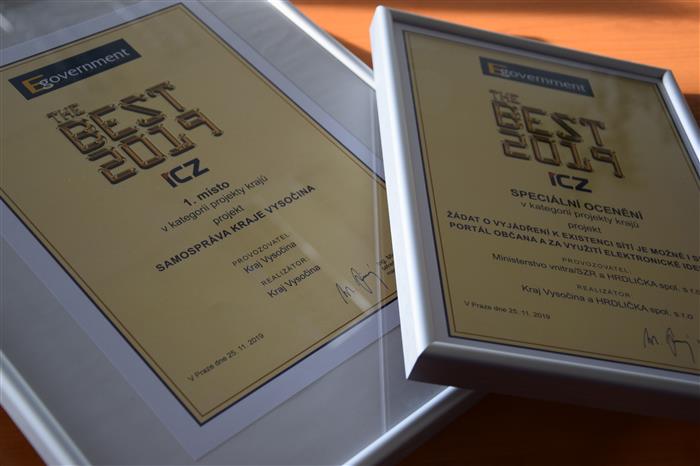 Egovernment
THE
BEST
2019
ICZ
1. místo
v kategorii projekty krajů
projekt
SAMOSPRÁVA KRAJE VYSOČINA
PROVOZOVATEL
Kraj Vysočina
REALIZÁTOR
Kraj Vysočina
V Praze dne 25. 11. 2019
Egovernment
THE
BEST
2019
ICZ
SPECIÁLNÍ OCENĚNÍ
v kategorii projekty krajů
projekt
ŽÁDAT O VYJÁDŘENÍ K EXISTENCI SÍTÍ JE MOŽNÉ I
PORTÁL OBČANA A ZA VYUŽITÍ ELEKTRONICKÉ
PROVOZOVATEL
Ministerstvo vnitra/SZR a HRDLIČKA spol. s r.o
REALIZÁTOR
Kraj Vysočina a HRDLIČKA spol. s r.o
V Praze dne 25. 11. 2019